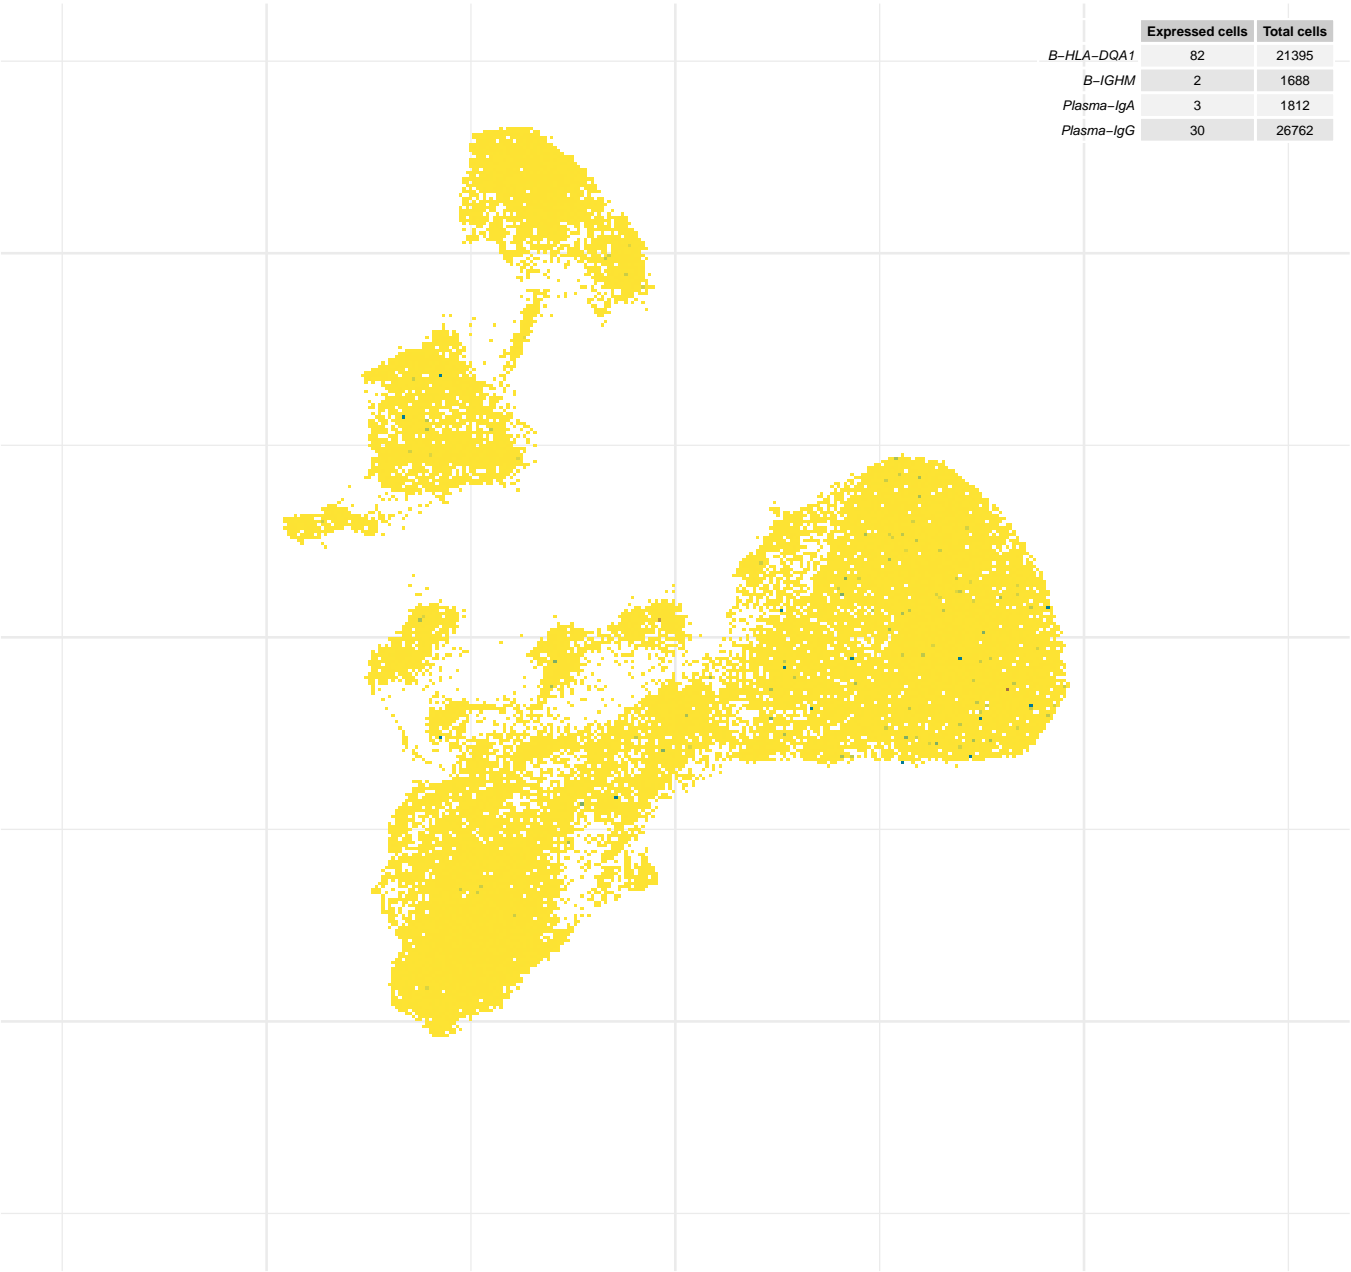 Expressed cells Total cells
B−HLA−DQA1 82 21395
B−IGHM 2 1688
Plasma−IgA 3 1812
Plasma−IgG 30 26762